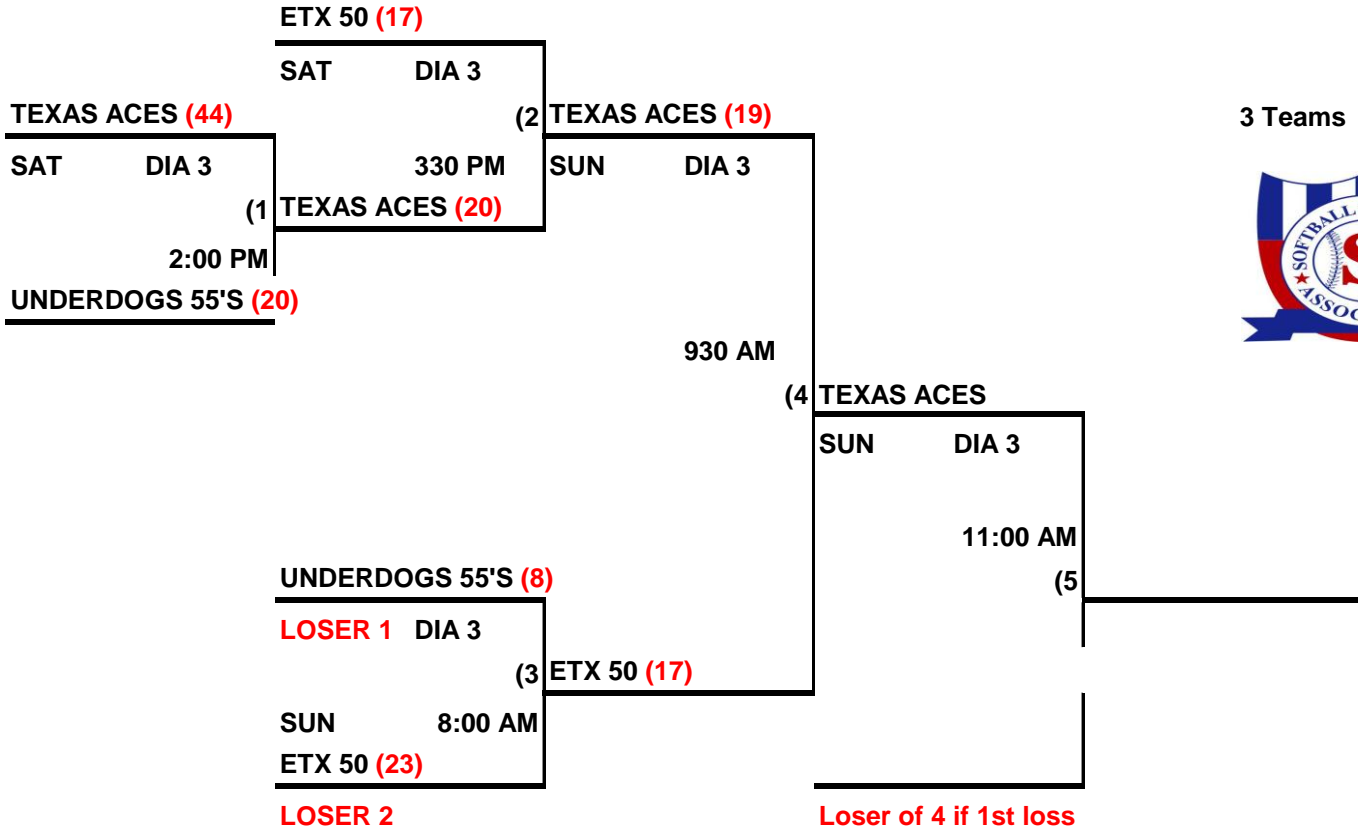 ETX 50 (17)
SAT DIA 3
TEXAS ACES (44)
(2 TEXAS ACES (19)
3 Teams
SAT DIA 3
330 PM
SUN DIA 3
(1 TEXAS ACES (20)
2:00 PM
UNDERDOGS 55'S (20)
SOFTBALL
930 AM
(4 TEXAS ACES
SUN DIA 3
11:00 AM
UNDERDOGS 55'S (8)
(5
LOSER 1 DIA 3
(3 ETX 50 (17)
SUN 8:00 AM
ETX 50 (23)
LOSER 2
Loser of 4 if 1st loss